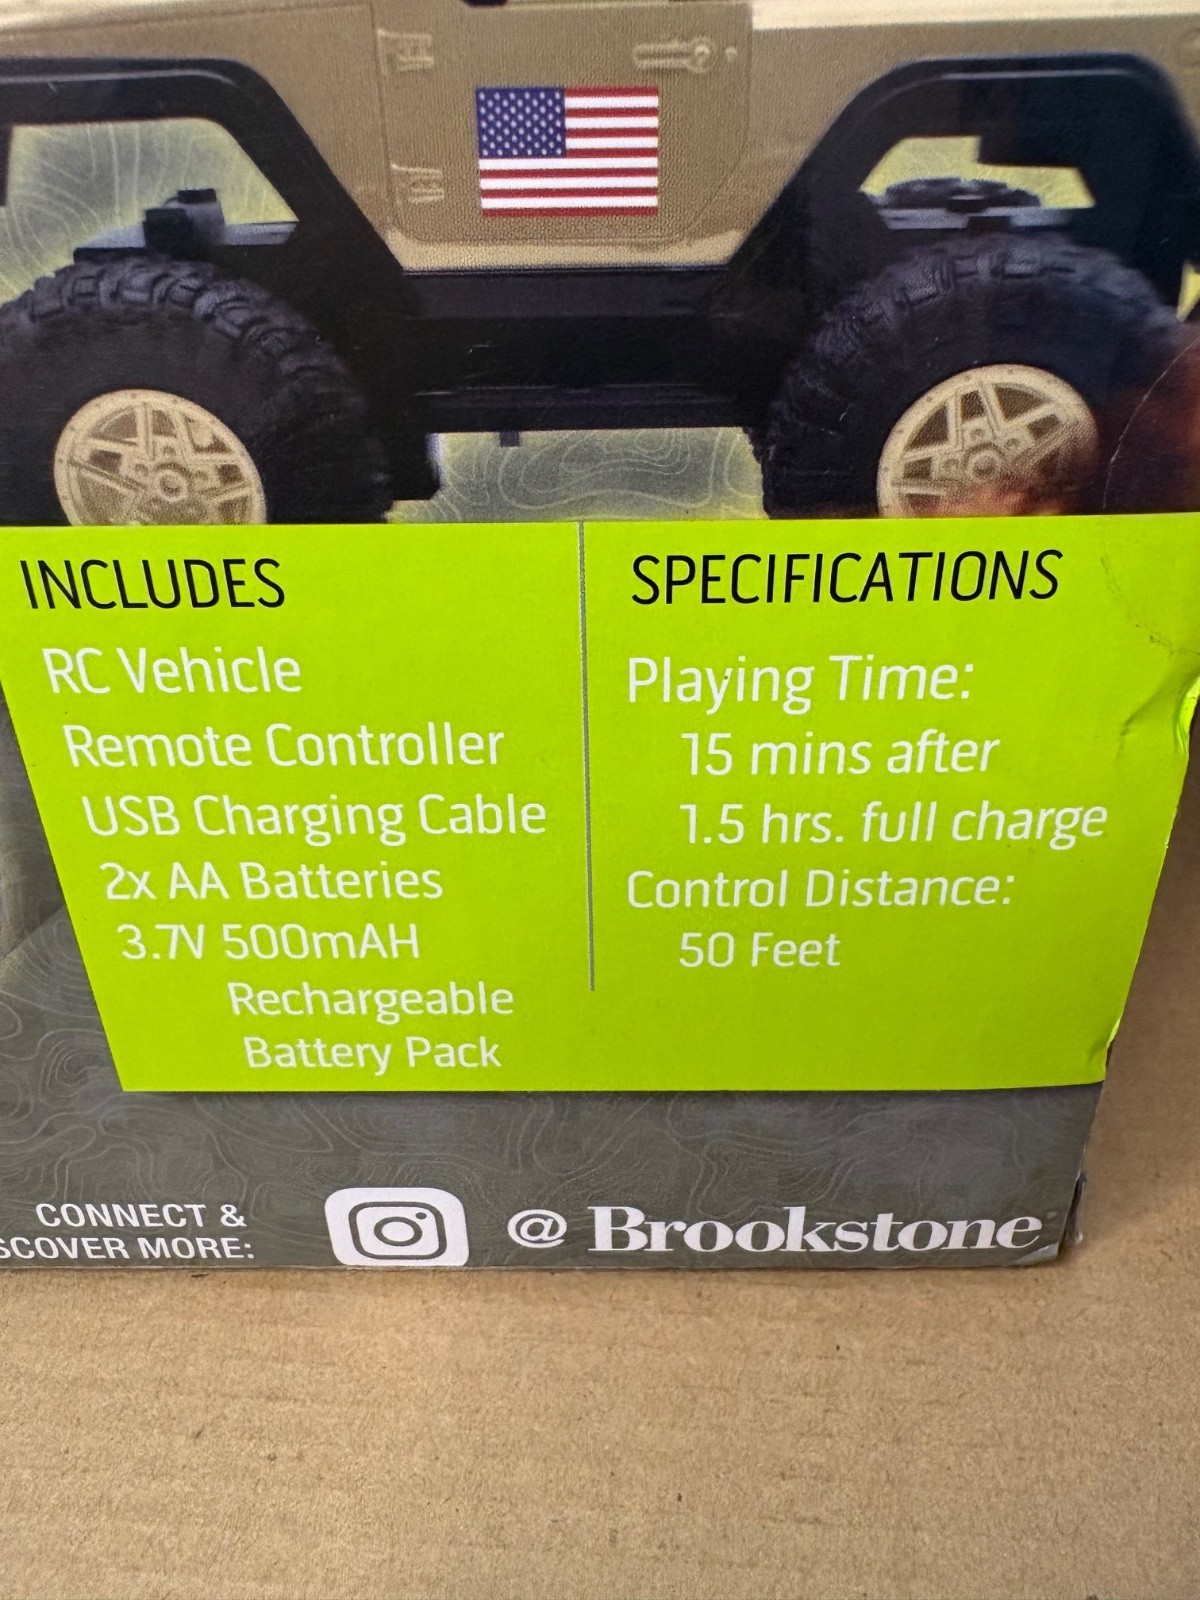 INCLUDES
RC Vehicle
Remote Controller
USB Charging Cable
2x AA Batteries
3.7V 500mAH
Rechargeable
Battery Pack
SPECIFICATIONS
Playing Time:
15 mins after
1.5 hrs. full charge
Control Distance:
50 Feet
CONNECT &
SCOVER MORE:
@ Brookstone